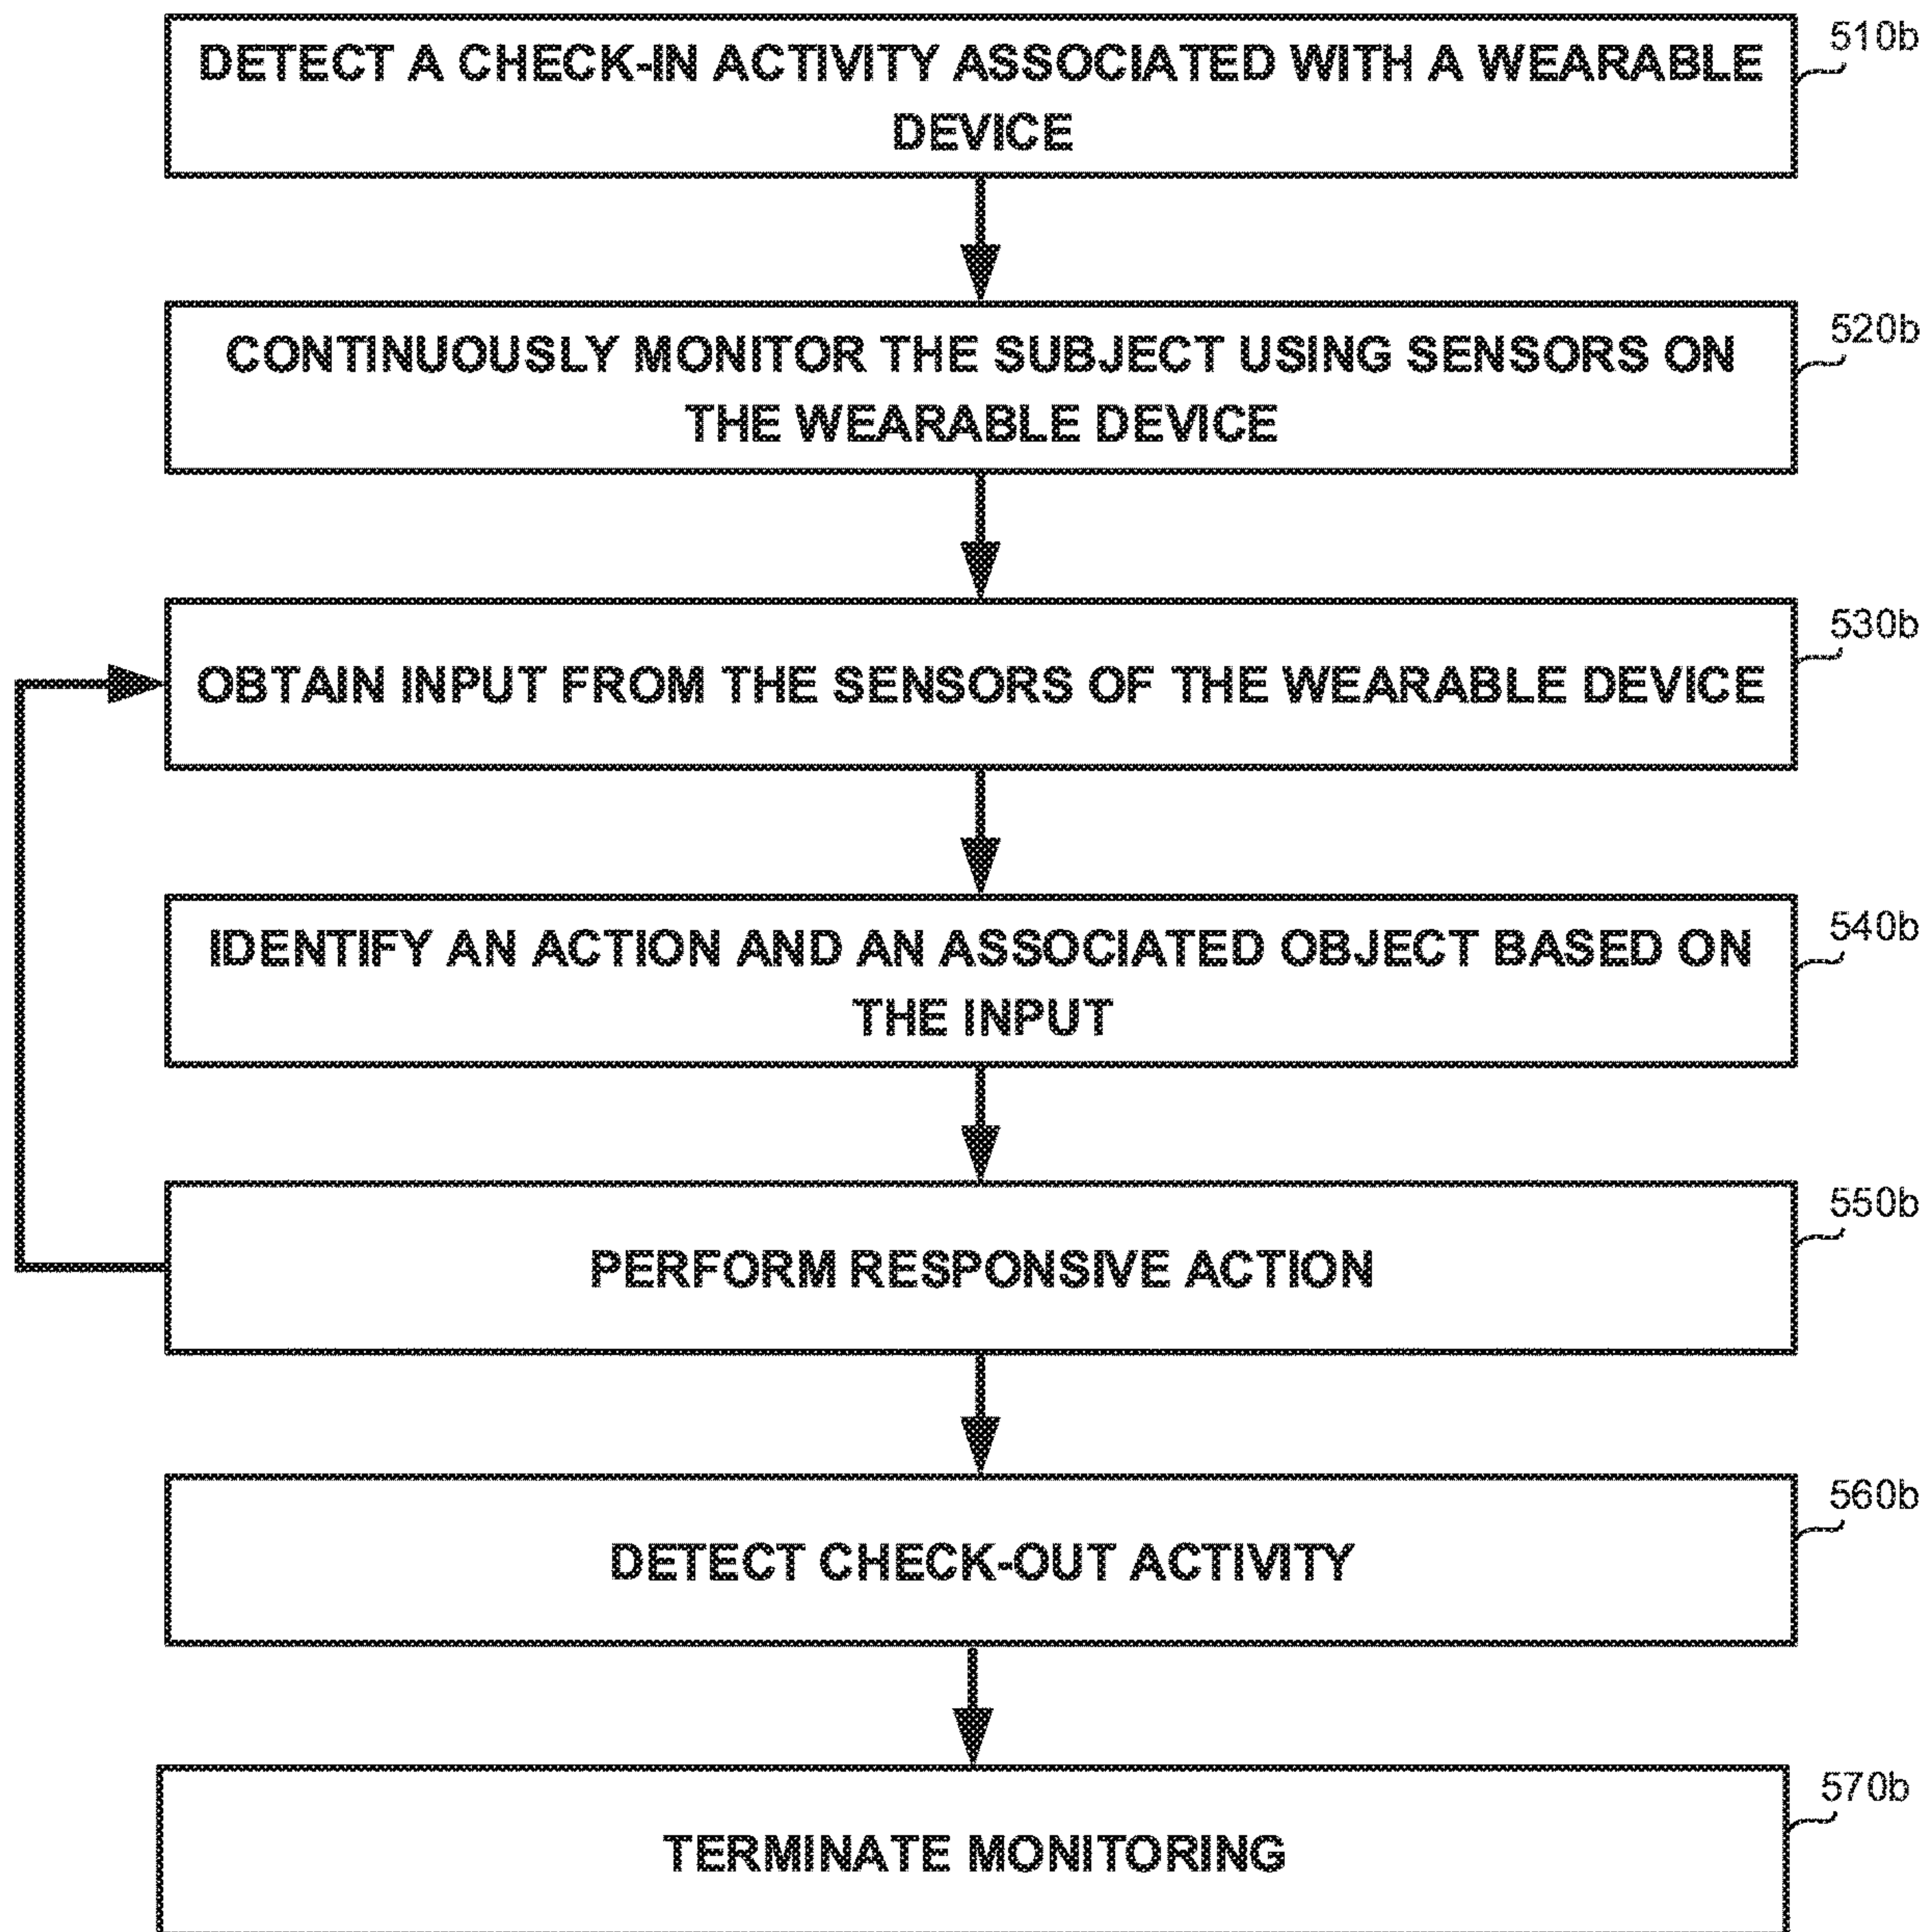 510b
DETECT A CHECK-IN ACTIVITY ASSOCIATED WITH A WEARABLE
DEVICE
520b
CONTINUOUSLY MONITOR THE SUBJECT USING SENSORS ON
THE WEARABLE DEVICE
530b
OBTAIN INPUT FROM THE SENSORS OF THE WEARABLE DEVICE
540b
IDENTIFY AN ACTION AND AN ASSOCIATED OBJECT BASED ON
THE INPUT
550b
PERFORM RESPONSIVE ACTION
560b
DETECT CHECK-OUT ACTIVITY
570b
TERMINATE MONITORING